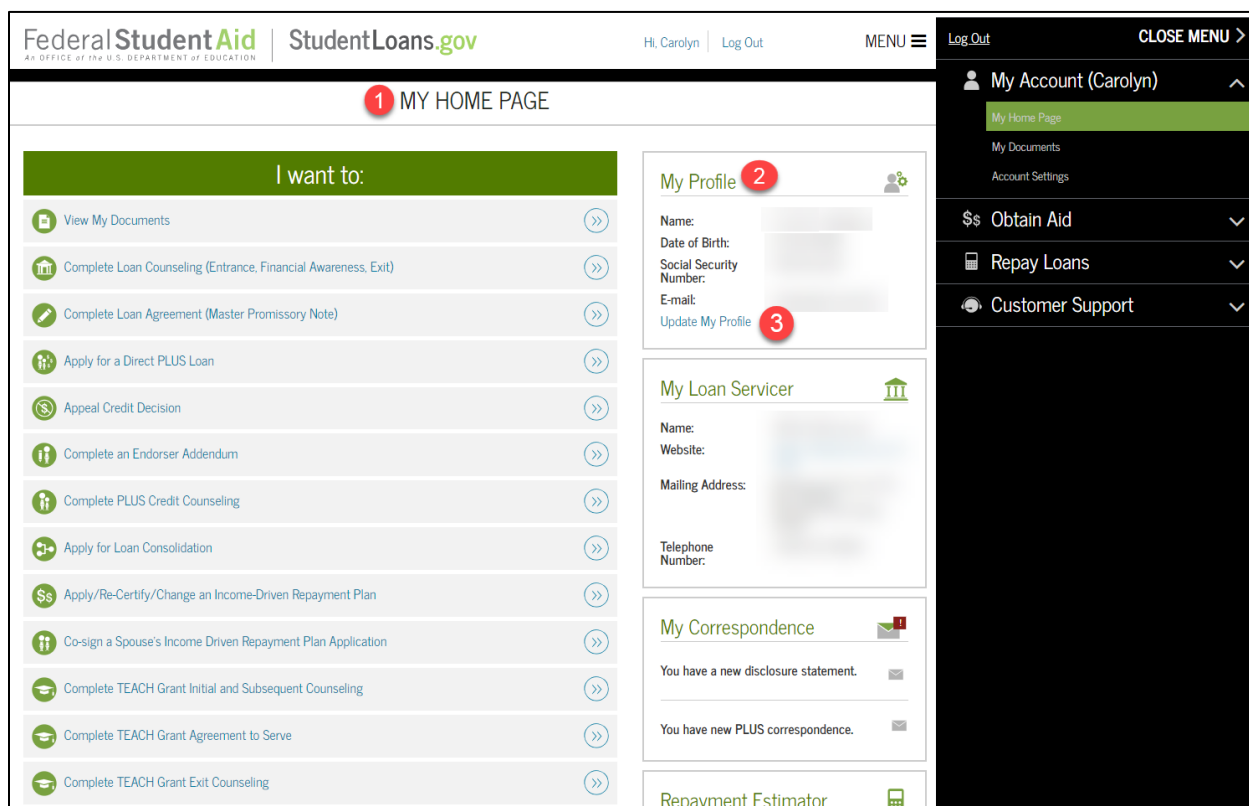 Federal Student Aid
An OFFICE of the U.S. DEPARTMENT of EDUCATION
StudentLoans.gov
Hi, Carolyn
Log Out
MENU
1 MY HOME PAGE
I want to:
View My Documents
Complete Loan Counseling (Entrance, Financial Awareness, Exit)
Complete Loan Agreement (Master Promissory Note)
Apply for a Direct PLUS Loan
Appeal Credit Decision
Complete an Endorser Addendum
Complete PLUS Credit Counseling
Apply for Loan Consolidation
$s Apply/Re-Certify/Change an Income-Driven Repayment Plan
Co-sign a Spouse's Income Driven Repayment Plan Application
Complete TEACH Grant Initial and Subsequent Counseling
Complete TEACH Grant Agreement to Serve
Complete TEACH Grant Exit Counseling
My Profile 2
Name:
Date of Birth:
Social Security
Number:
E-mail:
Update My Profile 3
My Loan Servicer
Name:
Website:
Mailing Address:
Telephone
Number:
My Correspondence !
You have a new disclosure statement.
You have new PLUS correspondence.
Repayment Estimator
Log Out
CLOSE MENU
My Account (Carolyn)
My Home Page
My Documents
Account Settings
$s Obtain Aid
Repay Loans
Customer Support